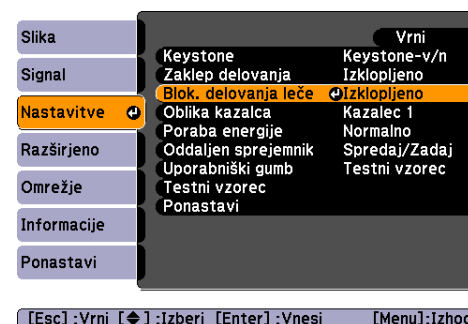 Slika
Signal
Nastavitve
Razširjeno
Omrežje
Informacije
Ponastavi
Vrni
Keystone Keystone-v/n
Zaklep delovanja Izklopljeno
Blok. delovanja leče Izklopljeno
Oblika kazalca Kazalec 1
Poraba energije Normalno
Oddaljen sprejemnik Spredaj/Zadaj
Uporabniški gumb Testni vzorec
Testni vzorec
Ponastavi
[Esc] :Vrni [◆] :Izberi [Enter] :Vnesi [Menu]:Izhod